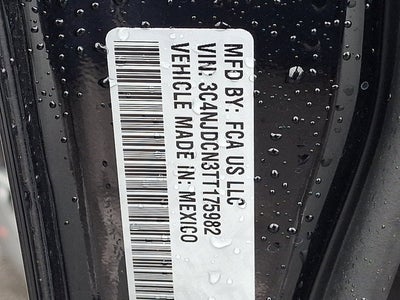 MFD BY: FCA US LLC
VIN: 3C4NJDCN3TT175982
VEHICLE MADE IN: MEXICO